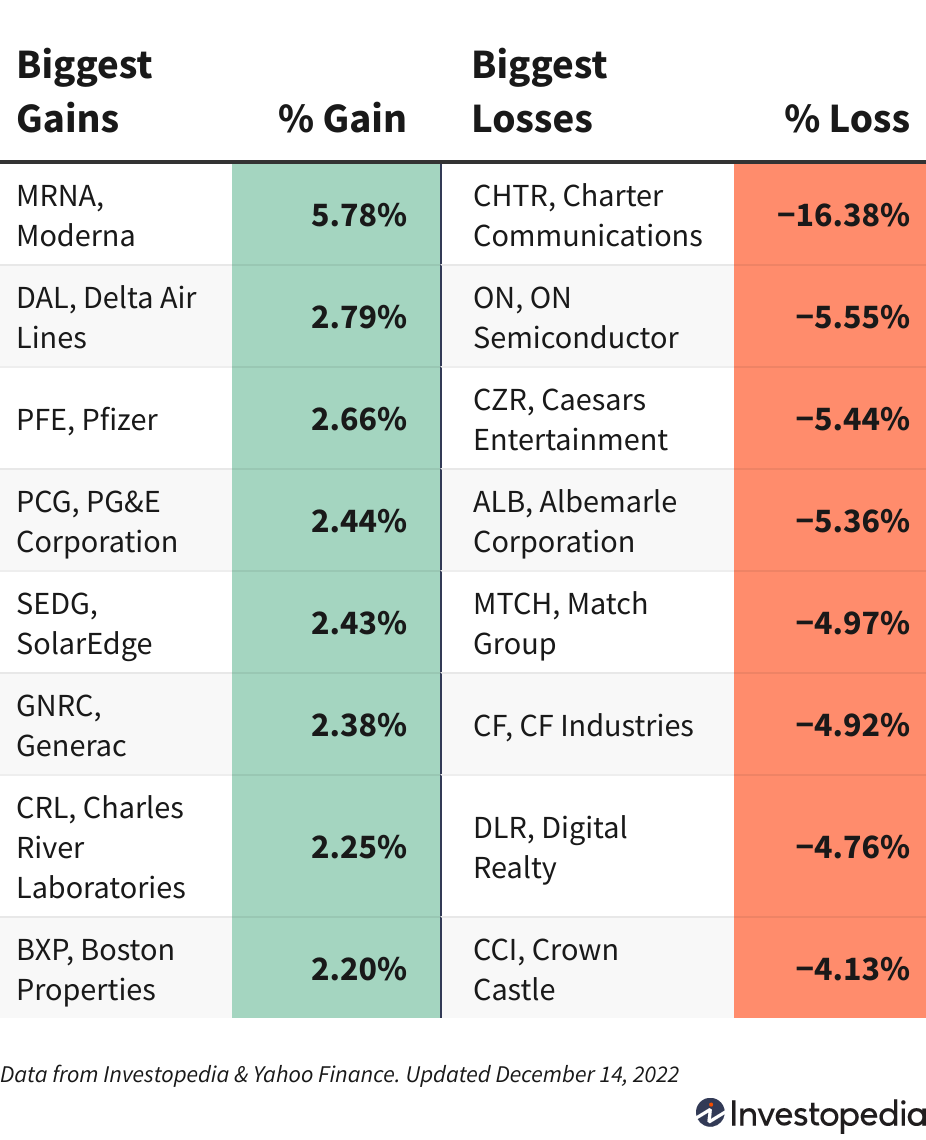 Biggest
Gains
% Gain
Biggest
Losses
% Loss
MRNA,
Moderna
5.78%
CHTR, Charter
Communications
−16.38%
DAL, Delta Air
Lines
2.79%
ON, ON
Semiconductor
−5.55%
PFE, Pfizer
2.66%
CZR, Caesars
Entertainment
−5.44%
PCG, PG&E
Corporation
2.44%
ALB, Albemarle
Corporation
−5.36%
SEDG,
SolarEdge
2.43%
MTCH, Match
Group
−4.97%
GNRC,
Generac
2.38%
CF, CF Industries
−4.92%
CRL, Charles
River
Laboratories
2.25%
DLR, Digital
Realty
−4.76%
BXP, Boston
Properties
2.20%
CCI, Crown
Castle
−4.13%
Data from Investopedia & Yahoo Finance. Updated December 14, 2022
Investopedia